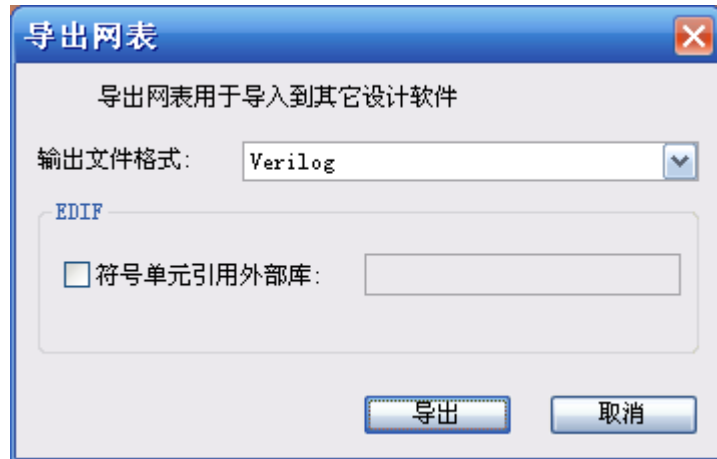 导出网表
导出网表用于导入到其它设计软件
输出文件格式: Verilog
EDIF
符号单元引用外部库:
导出 取消